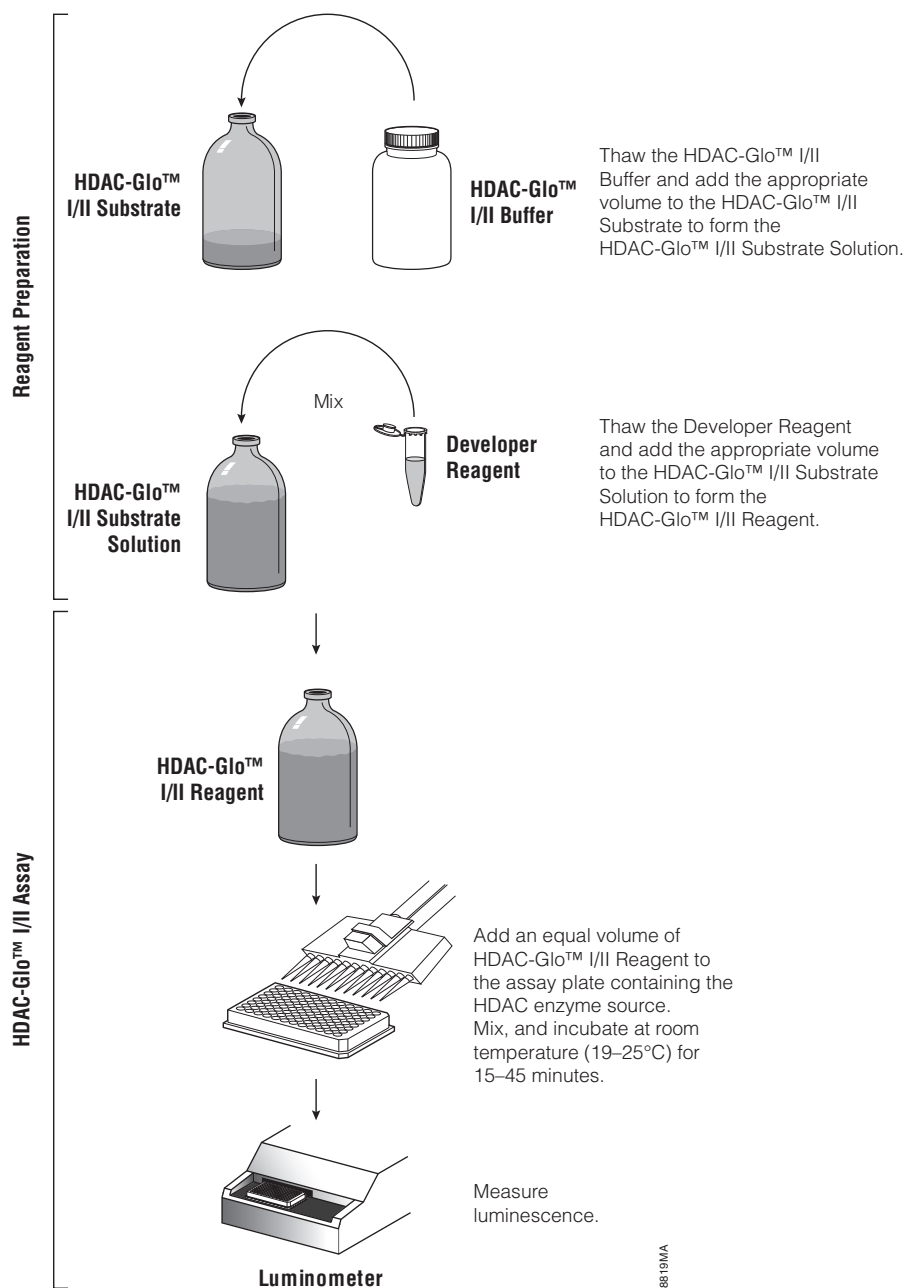 Reagent Preparation
HDAC-Glo™
I/II Substrate
HDAC-Glo™
I/II Buffer
Thaw the HDAC-Glo™ I/II
Buffer and add the appropriate
volume to the HDAC-Glo™ I/II
Substrate to form the
HDAC-Glo™ I/II Substrate Solution.
Mix
HDAC-Glo™
I/II Substrate
Solution
Developer
Reagent
Thaw the Developer Reagent
and add the appropriate volume
to the HDAC-Glo™ I/II Substrate
Solution to form the
HDAC-Glo™ I/II Reagent.
HDAC-Glo™ I/II Assay
HDAC-Glo™
I/II Reagent
Add an equal volume of
HDAC-Glo™ I/II Reagent to
the assay plate containing the
HDAC enzyme source.
Mix, and incubate at room
temperature (19–25°C) for
15–45 minutes.
Measure
luminescence.
Luminometer
8819MA